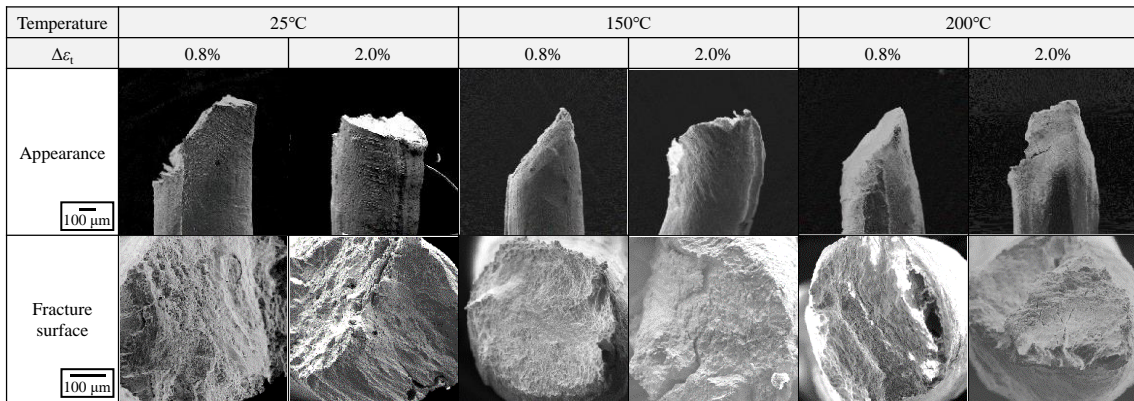 Temperature 25℃ 150℃ 200℃
Δεt 0.8% 2.0% 0.8% 2.0% 0.8% 2.0%
Appearance
100 μm
Fracture
surface
100 μm